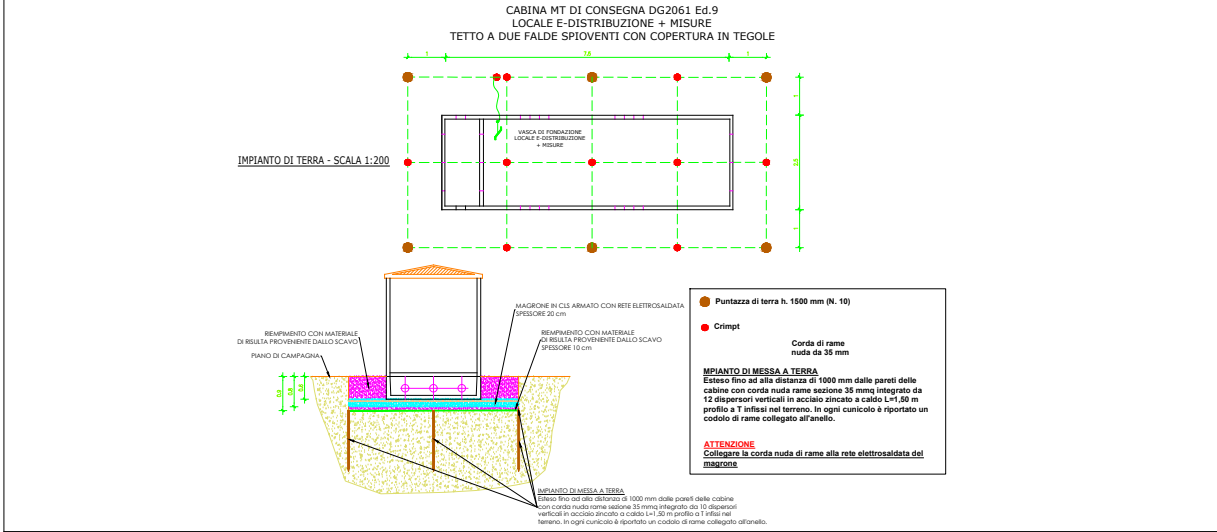 CABINA MT DI CONSEGNA DG2061 Ed.9
LOCALE E-DISTRIBUZIONE + MISURE
TETTO A DUE FALDE SPIOVENTI CON COPERTURA IN TEGOLE
1
1
1
VASCA DI FONDAZIONE
LOCALE E-DISTRIBUZIONE
+ MISURE
IMPIANTO DI TERRA - SCALA 1:200
1
MAGRONE IN CLS ARMATO CON RETE ELETTROSALDATA
SPESSORE 20 cm
RIEMPIMENTO CON MATERIALE
DI RISULTA PROVENIENTE DALLO SCAVO
PIANO DI CAMPAGNA
RIEMPIMENTO CON MATERIALE
DI RISULTA PROVENIENTE DALLO SCAVO
SPESSORE 10 cm
Puntazza di terra h. 1500 mm (N. 10)
Crimpt
Corda di rame
nuda da 35 mm
MPIANTO DI MESSA A TERRA
Esteso fino ad alla distanza di 1000 mm dalle pareti delle
cabine con corda nuda rame sezione 35 mmq integrato da
12 dispersori verticali in acciaio zincato a caldo L=1,50 m
profilo a T infissi nel terreno. In ogni cunicolo è riportato un
codolo di rame collegato all'anello.
ATTENZIONE
Collegare la corda nuda di rame alla rete elettrosaldata del
magrone
IMPIANTO DI MESSA A TERRA
Esteso fino ad alla distanza di 1000 mm dalle pareti delle cabine
con corda nuda rame sezione 35 mmq integrato da 10 dispersori
verticali in acciaio zincato a caldo L=1,50 m profilo a T infissi nel
terreno. In ogni cunicolo è riportato un codolo di rame collegato all'anello.